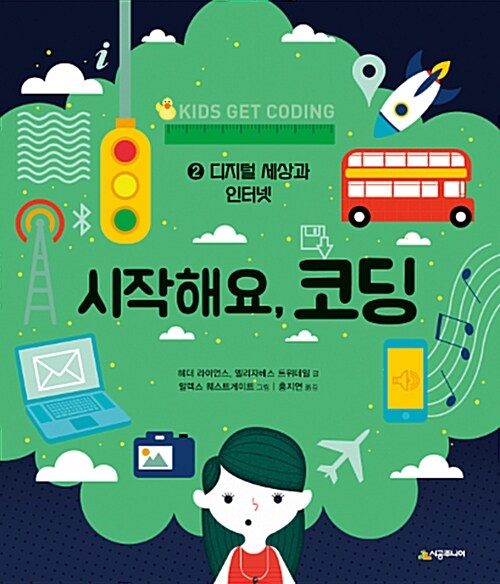 KIDS GET CODING
2 디지털 세상과
인터넷
시작해요, 코딩
헤더 라이언스, 엘리자베스 트위데일 글
알렉스 웨스트게이트 그림 | 홍지연 옮김
시공주니어